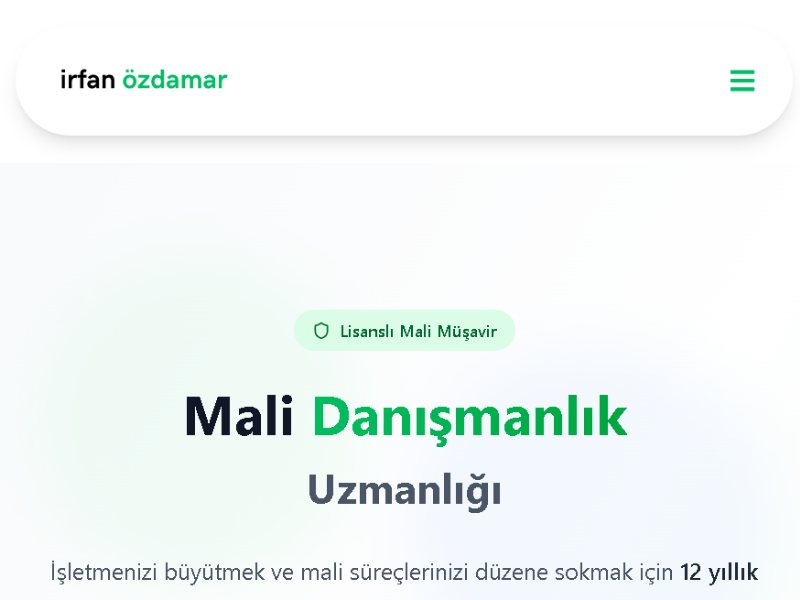 irfan özdamar
Lisanslı Mali Müşavir
Mali Danışmanlık
Uzmanlığı
İşletmenizi büyütmek ve mali süreçlerinizi düzene sokmak için 12 yıllık